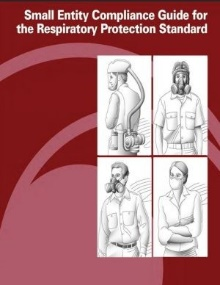 Small Entity Compliance Guide for
the Respiratory Protection Standard